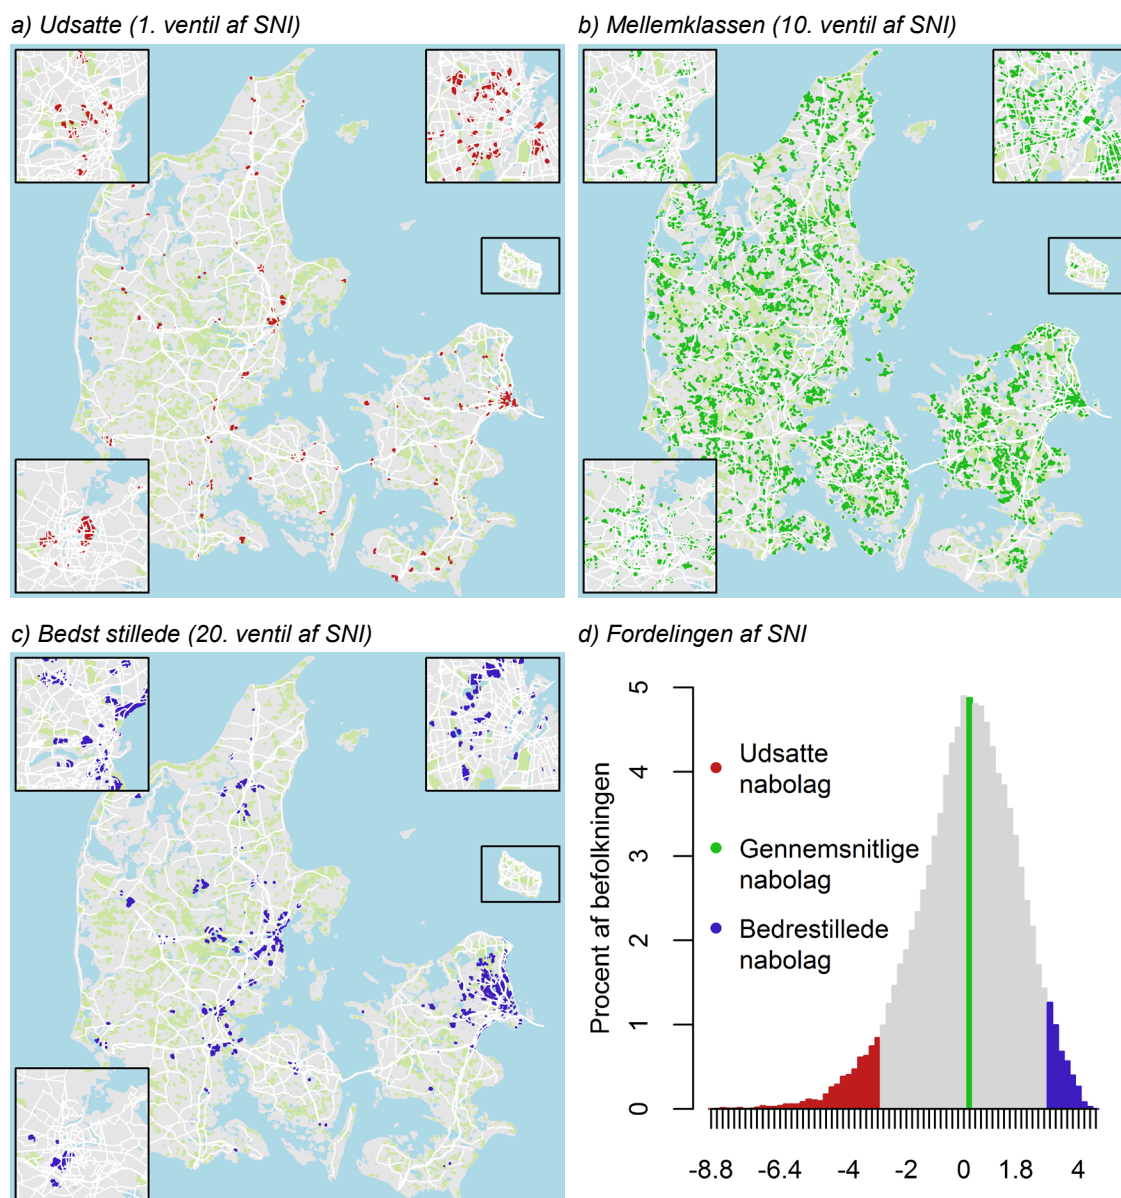 a) Udsatte (1. ventil af SNI)
b) Mellemklassen (10. ventil af SNI)
c) Bedst stillede (20. ventil af SNI)
d) Fordelingen af SNI
Procent af befolkningen
5
4
3
2
1
0
Udsatte
nabolag
Gennemsnitlige
nabolag
Bedrestillede
nabolag
-8.8 -6.4 -4 -2 0 1.8 4